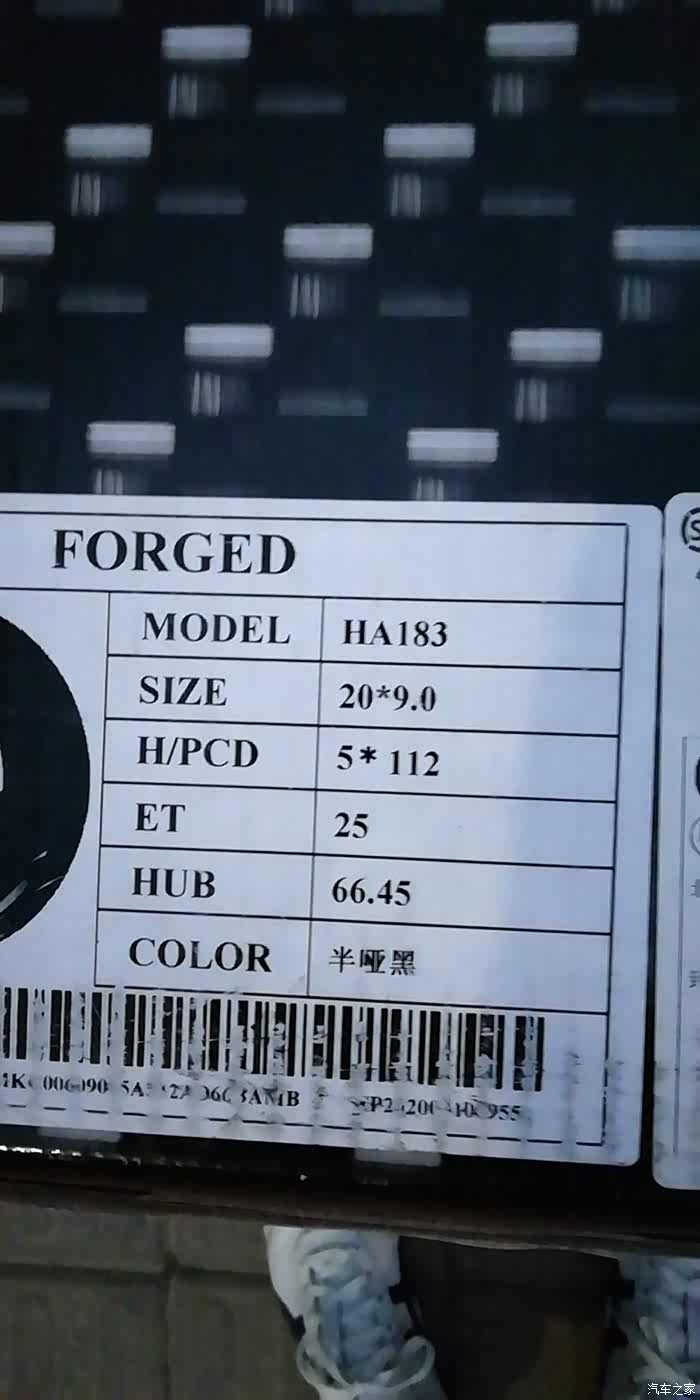 FORGED
MODEL HA183
SIZE 20*9.0
H/PCD 5*112
ET 25
HUB 66.45
COLOR 半哑黑
汽车之家